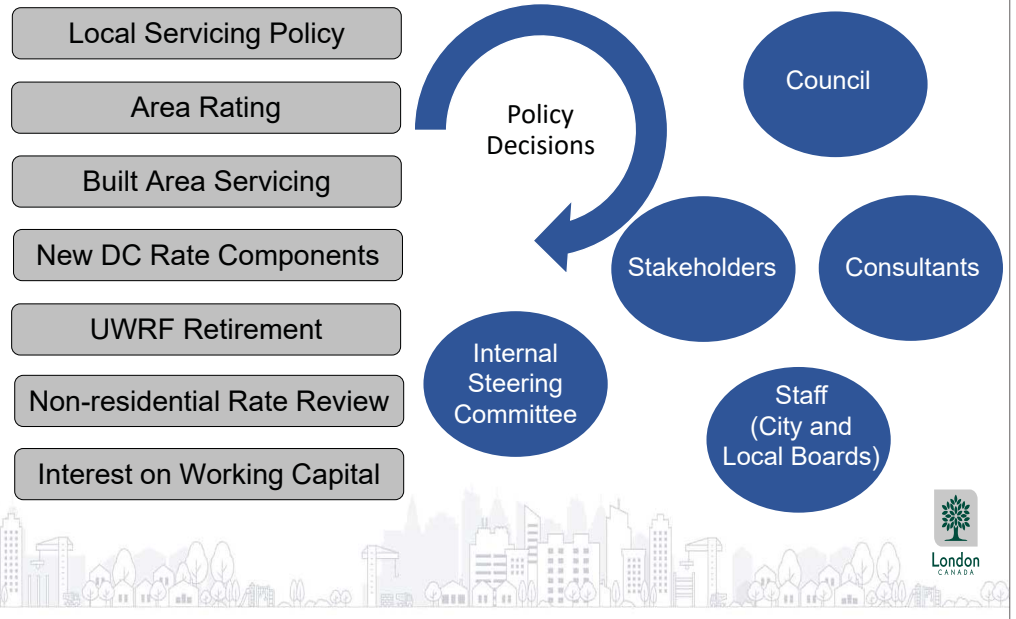 Local Servicing Policy
Area Rating
Built Area Servicing
New DC Rate Components
UWRF Retirement
Non-residential Rate Review
Interest on Working Capital
Policy
Decisions
Council
Stakeholders
Consultants
Internal
Steering
Committee
Staff
(City and
Local Boards)
London
CANADA